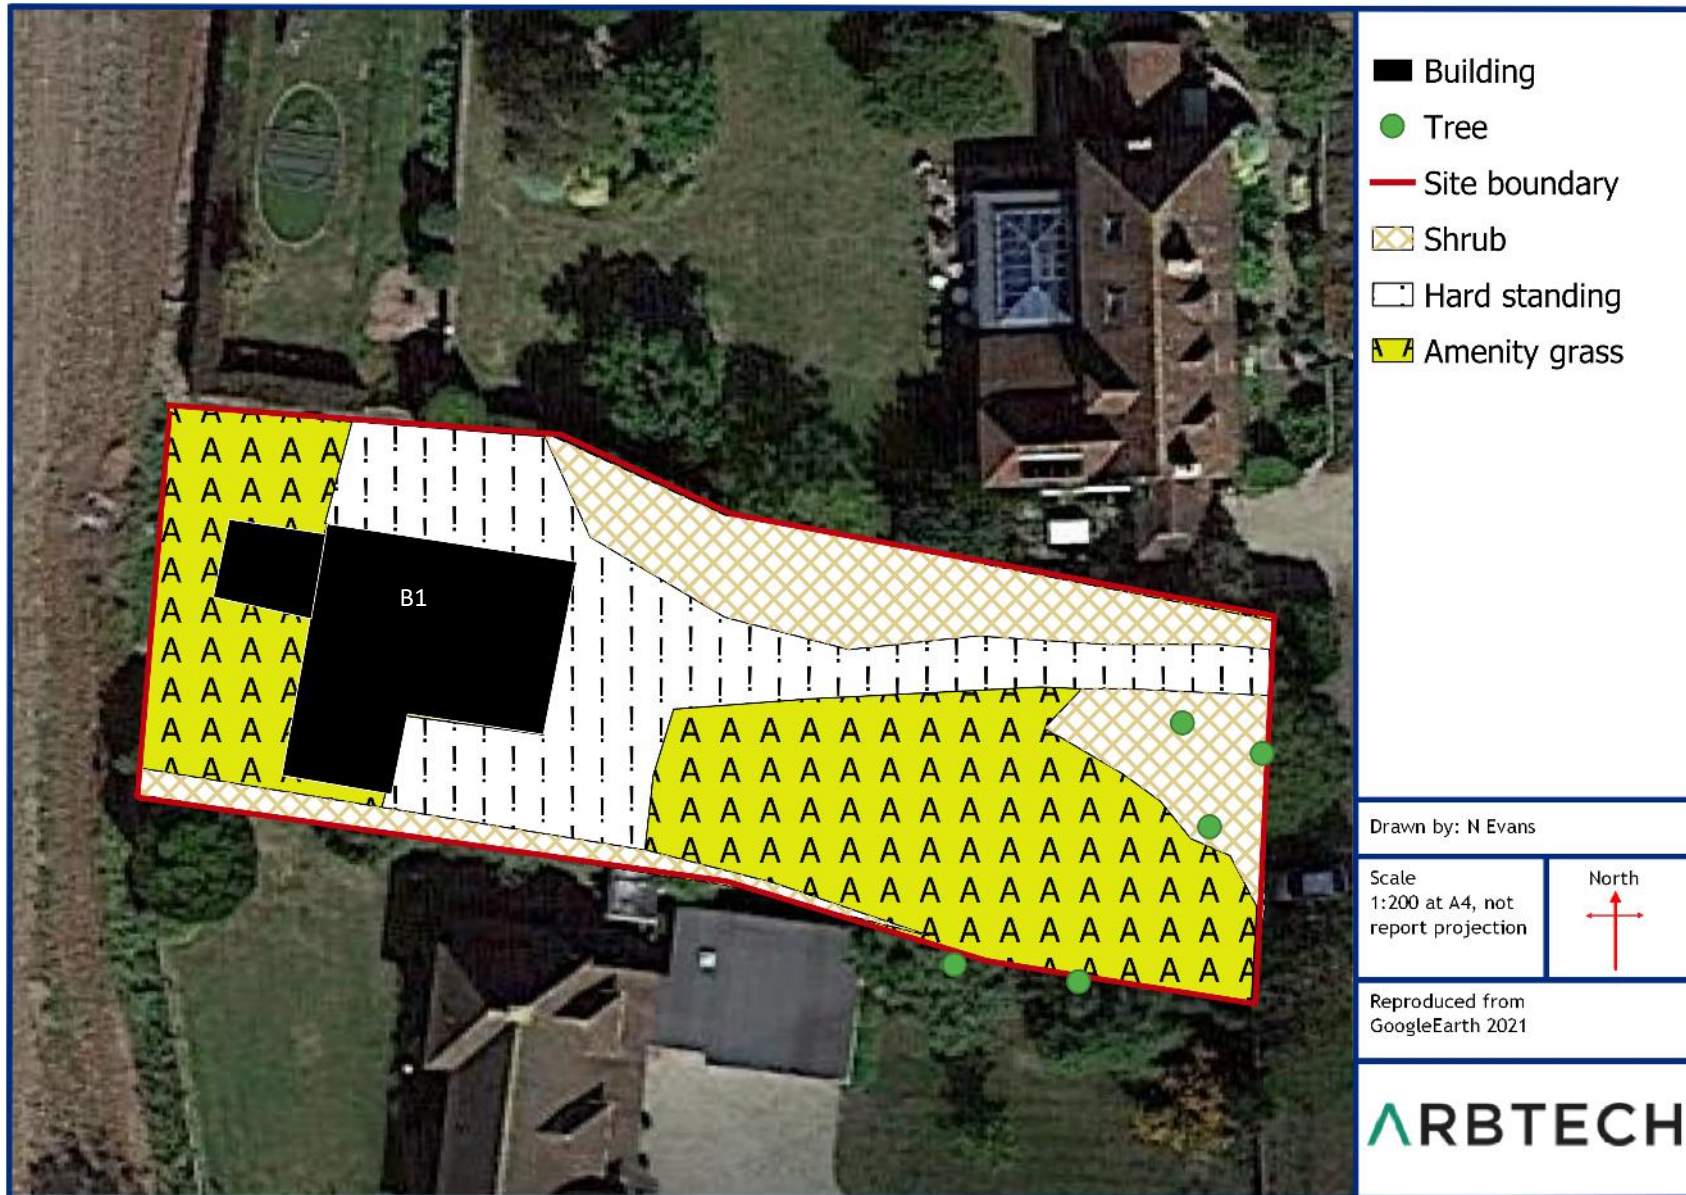 Building
Tree
Site boundary
Shrub
Hard standing
Amenity grass
B1
Drawn by: N Evans
Scale
1:200 at A4, not
report projection
North
Reproduced from
GoogleEarth 2021
ARBTECH